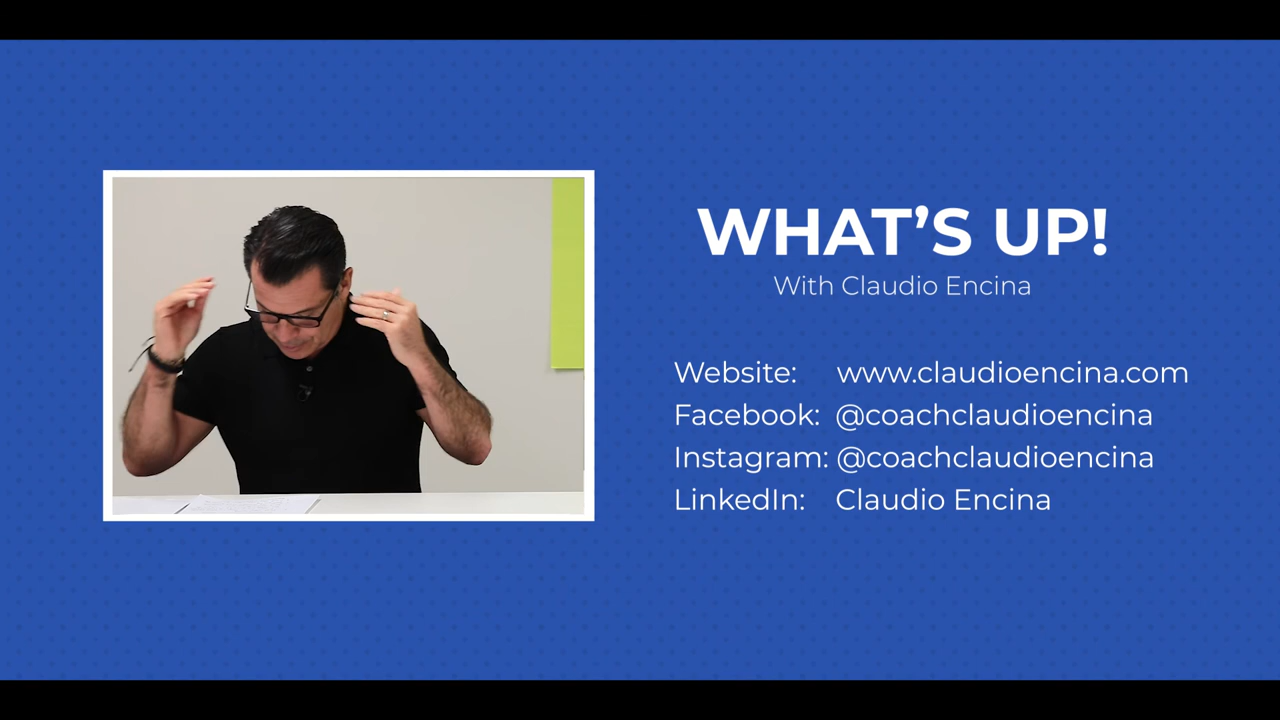 WHAT'S UP!
With Claudio Encina
Website: www.claudioencina.com
Facebook: @coachclaudioencina
Instagram: @coachclaudioencina
LinkedIn: Claudio Encina